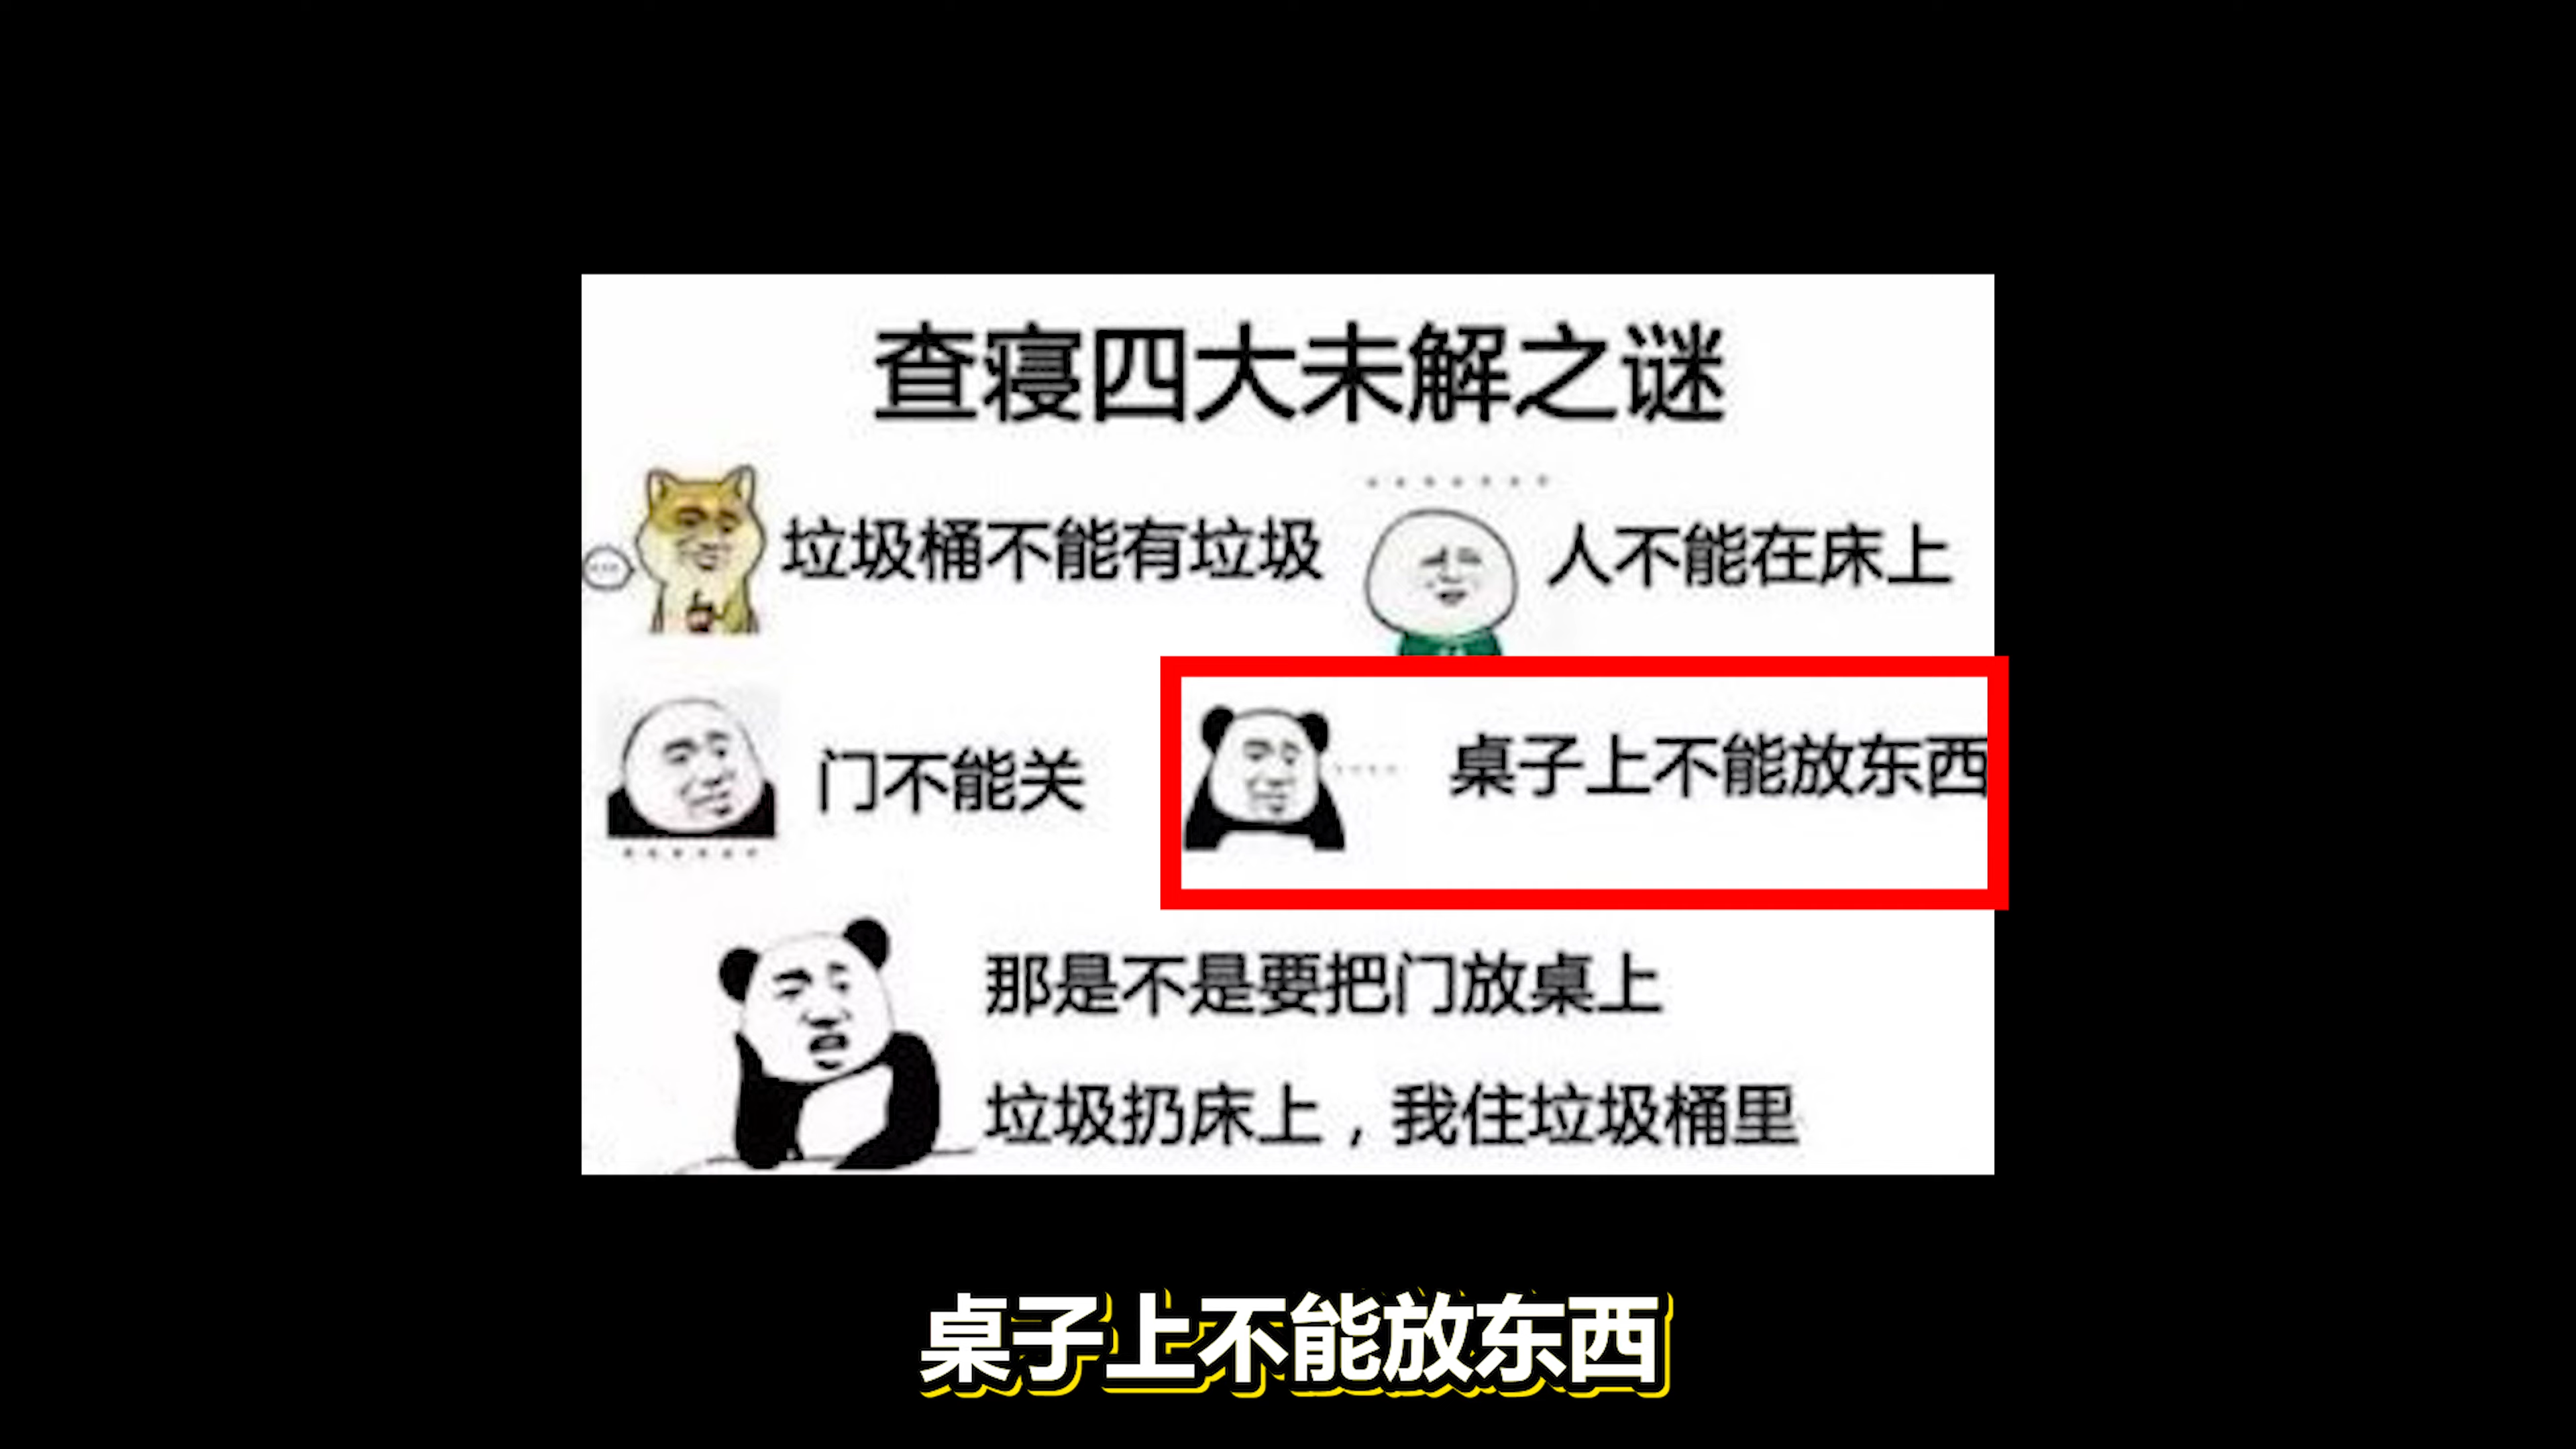 查寝四大未解之谜
垃圾桶不能有垃圾
人不能在床上
门不能关
桌子上不能放东西
那是不是要把门放桌上
垃圾扔床上，我住垃圾桶里
桌子上不能放东西